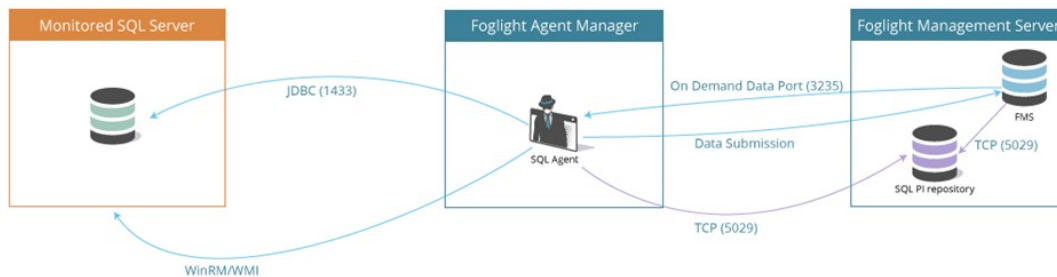 Monitored SQL Server
Foglight Agent Manager
Foglight Management Server
JDBC (1433)
On Demand Data Port (3235)
FMS
SQL Agent
Data Submission
TCP (5029)
SQL PI repository
TCP (5029)
WinRM/WMI